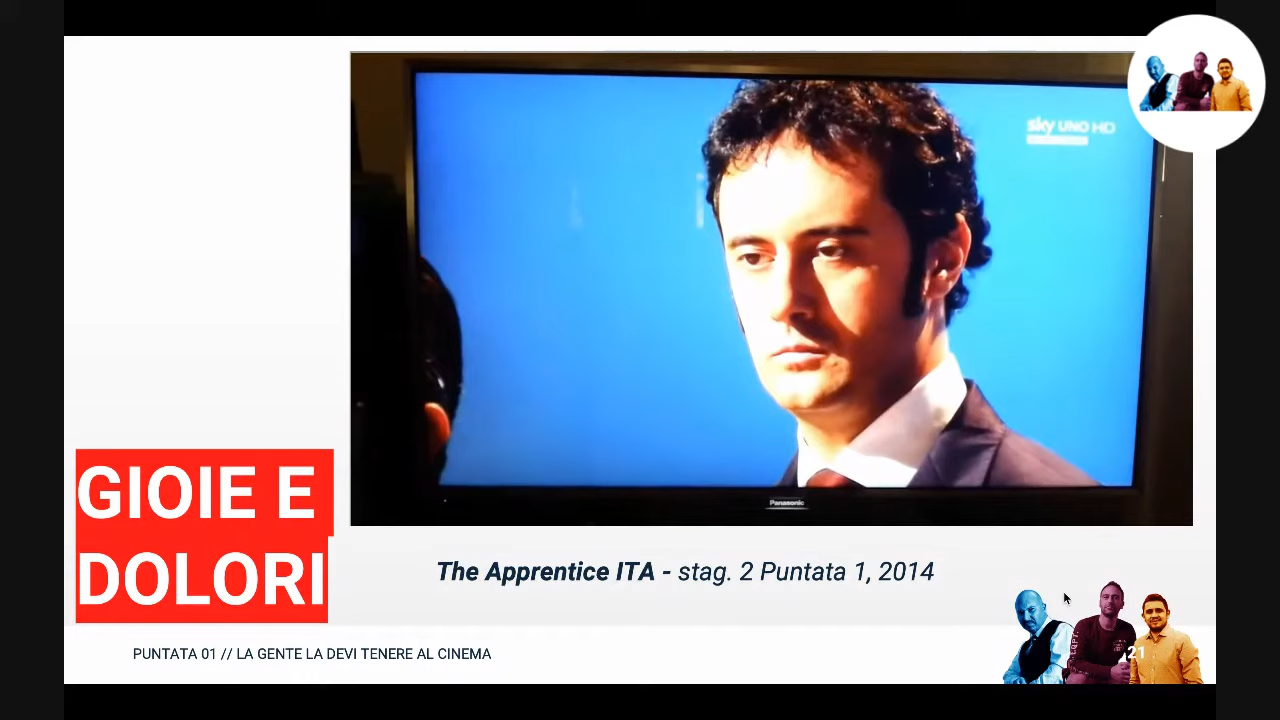 sky UNO HD
Panasonic
GIOIE E
DOLORI
The Apprentice ITA - stag. 2 Puntata 1, 2014
PUNTATA 01 // LA GENTE LA DEVI TENERE AL CINEMA
21